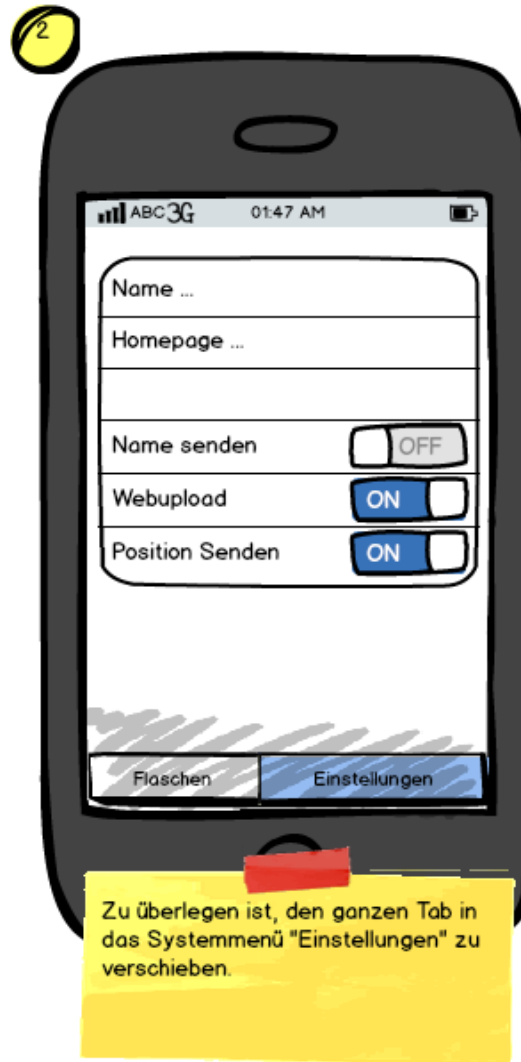 2
ABC 3G 01:47 AM
Name ...
Homepage ...
Name senden OFF
Webupload ON
Position Senden ON
Flaschen Einstellungen
Zu überlegen ist, den ganzen Tab in
das Systemmenü "Einstellungen" zu
verschieben.